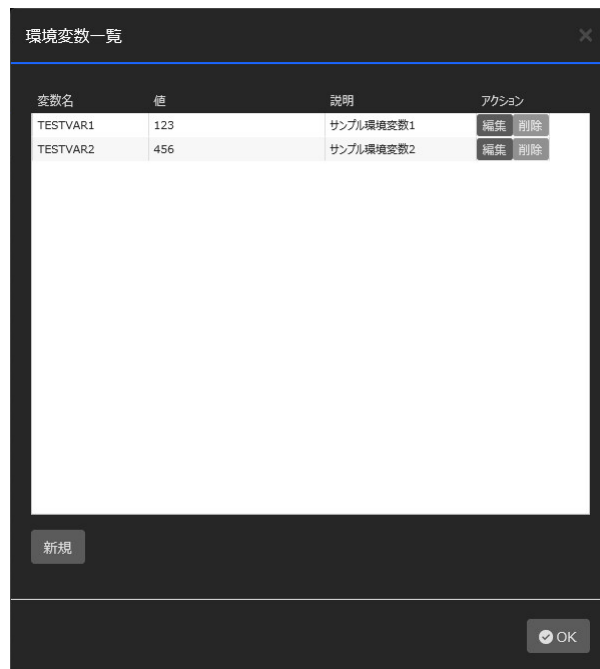 環境変数一覧
変数名 値 説明 アクション
TESTVAR1 123 サンプル環境変数1 編集 削除
TESTVAR2 456 サンプル環境変数2 編集 削除
新規
OK